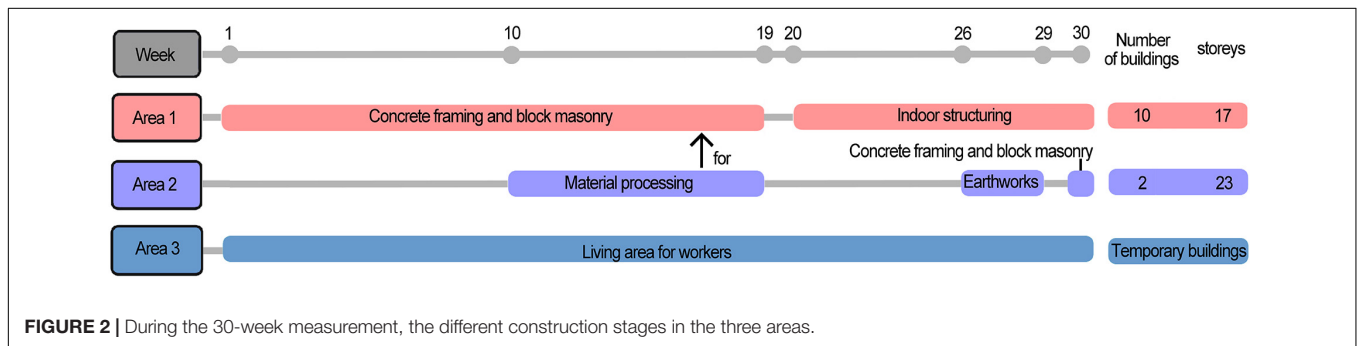 Week 1 10 19 20 26 29 30 Number of buildings storeys
Area 1 Concrete framing and block masonry Indoor structuring 10 17
for Concrete framing and block masonry
Area 2 Material processing Earthworks 2 23
Area 3 Living area for workers Temporary buildings
FIGURE 2 | During the 30-week measurement, the different construction stages in the three areas.